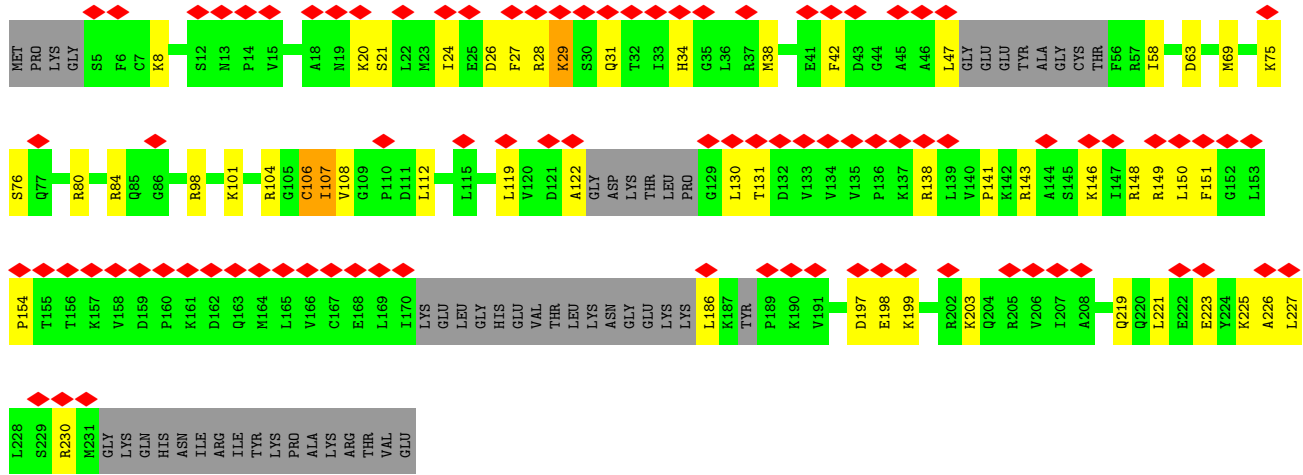 MET PRO LYS GLY S5 F6 C7 K8 S12 N13 P14 V15 A18 N19 K20 S21 L22 M23 I24 E25 D26 F27 R28 K29 S30 Q31 T32 I33 H34 G35 L36 R37 M38 E41 F42 D43 G44 A45 A46 L47 GLY GLU GLU TYR ALA GLY CYS THR F56 R57 I58 D63 M69 K75
S76 Q77 R80 R84 Q85 G86 R98 K101 R104 G105 C106 I107 V108 G109 P110 D111 L112 L115 L119 V120 D121 A122 GLY ASP LYS THR LEU PRO G129 L130 T131 D132 V133 V134 V135 P136 K137 R138 L139 V140 P141 K142 R143 A144 S145 K146 I147 R148 R149 L150 F151 G152 L153
P154 T155 T156 K157 V158 D159 P160 K161 D162 Q163 M164 L165 V166 C167 E168 L169 I170 LYS GLU LEU GLY HIS GLU VAL THR LEU LYS ASN GLY GLU LYS LYS L186 K187 TYR P189 K190 V191 D197 E198 K199 R202 K203 Q204 R205 V206 I207 A208 Q219 Q220 L221 E222 E223 Y224 K225 A226 L227
L228 S229 R230 M231 GLY LYS GLN HIS ASN ILE ARG ILE TYR LYS PRO ALA LYS ARG THR VAL GLU